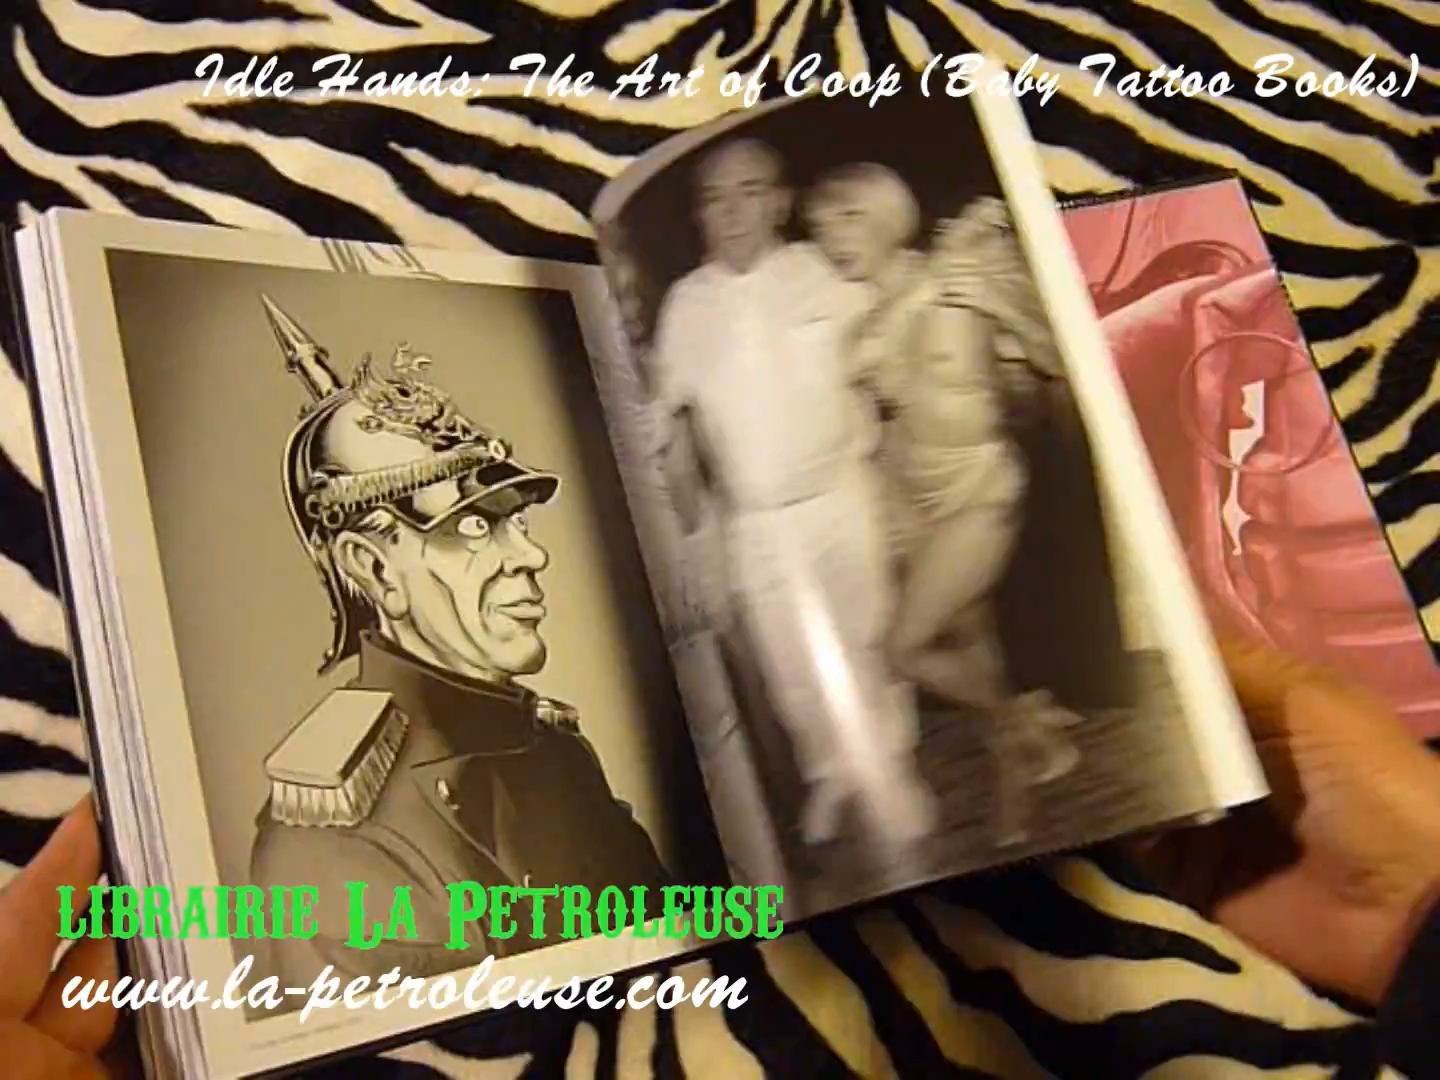 Idle Hands: The Art of Coop (Baby Tattoo Books)
LIBRAIRIE LA PETROLEUSE
www.la-petroleuse.com